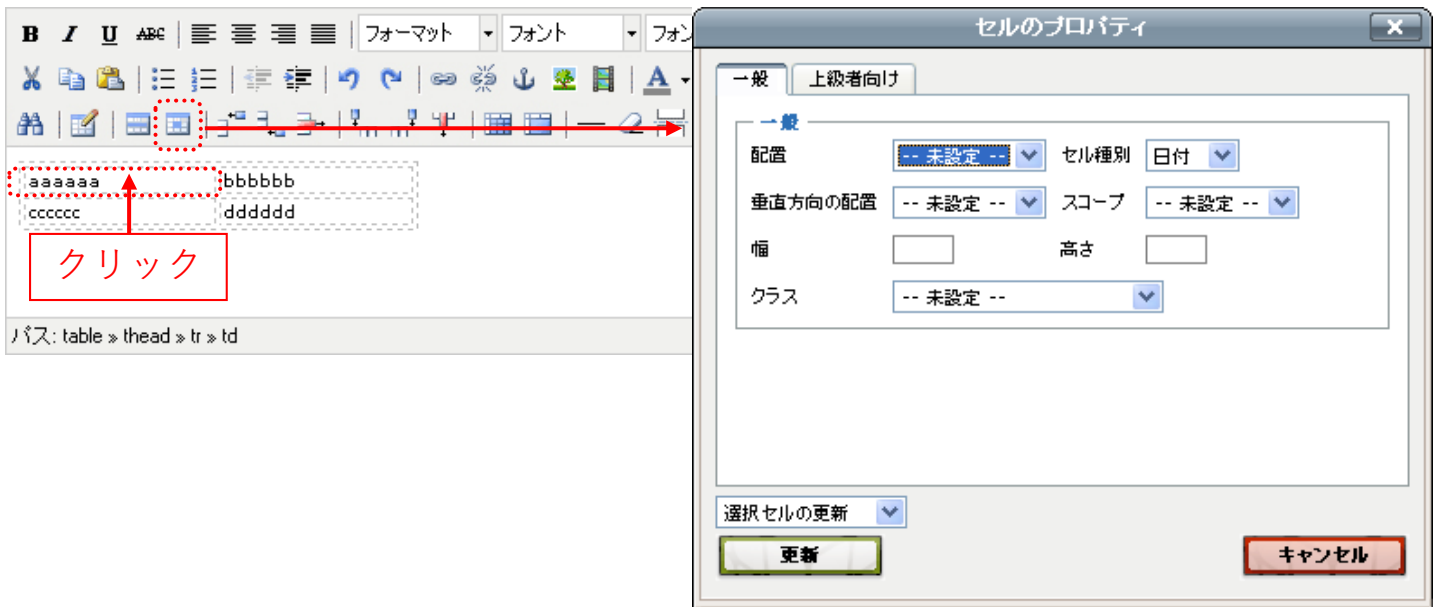 B I U ABC フォーマット フォント フォン
A
aaaaaa bbbbbb
cccccc dddddd
クリック
パス: table » thead » tr » td
セルのプロパティ
一般 上級者向け
一般
配置 -- 未設定 -- セル種別 日付
垂直方向の配置 -- 未設定 -- スコープ -- 未設定 --
幅 高さ
クラス -- 未設定 --
選択セルの更新
更新 キャンセル